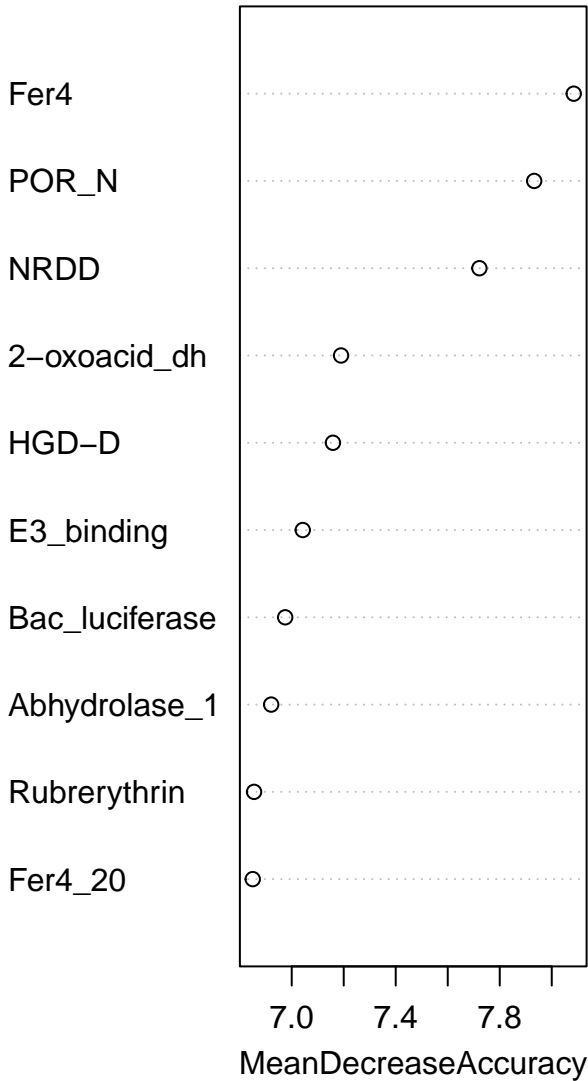 Fer4
POR_N
NRDD
2−oxoacid_dh
HGD−D
E3_binding
Bac_luciferase
Abhydrolase_1
Rubrerythrin
Fer4_20
7.0 7.4 7.8
MeanDecreaseAccuracy